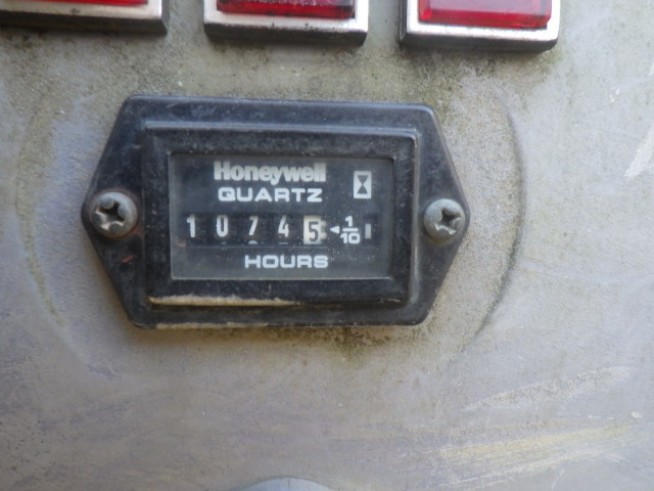 Honeywell
QUARTZ
10745 ◄ 1/10
HOURS